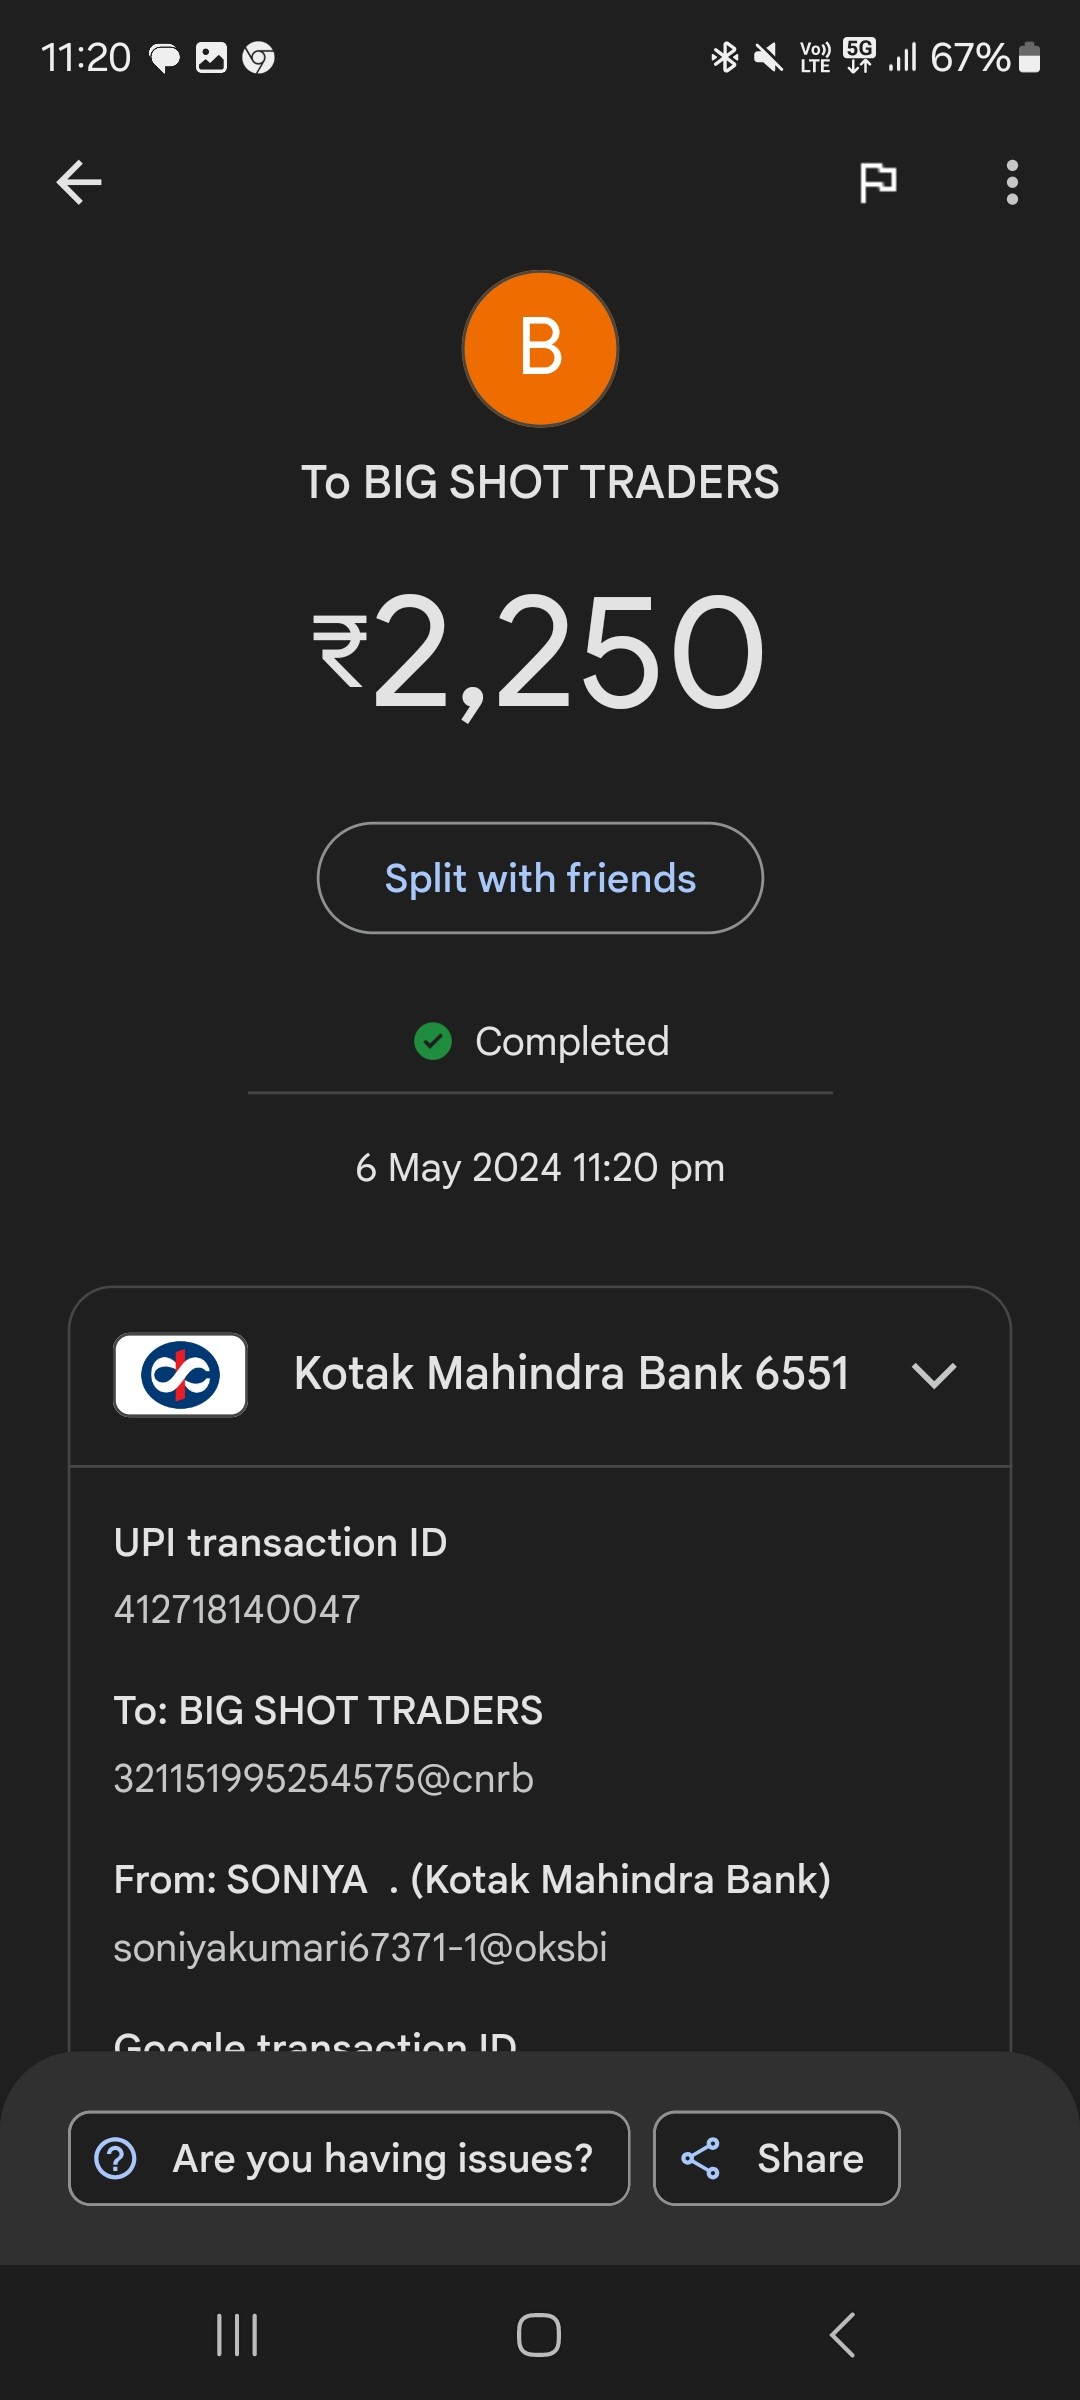 11:20 Vo)) LTE 5G 67%
B
To BIG SHOT TRADERS
₹2,250
Split with friends
Completed
6 May 2024 11:20 pm
Kotak Mahindra Bank 6551
UPI transaction ID
412718140047
To: BIG SHOT TRADERS
321151995254575@cnrb
From: SONIYA . (Kotak Mahindra Bank)
soniyakumari67371-1@oksbi
Google transaction ID
Are you having issues?
Share